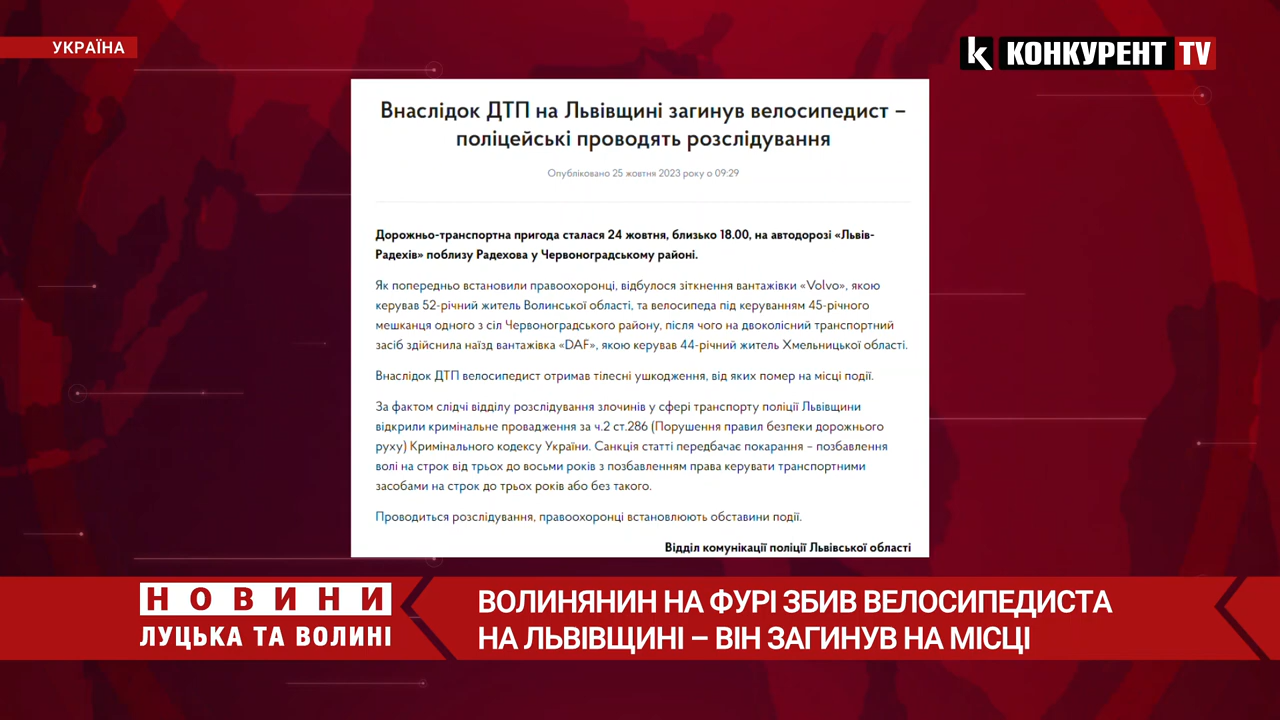 УКРАЇНА
КОНКУРЕНТ TV
Внаслідок ДТП на Львівщині загинув велосипедист –
поліцейські проводять розслідування
Опубліковано 25 жовтня 2023 року о 09:29
Дорожньо-транспортна пригода сталася 24 жовтня, близько 18.00, на автодорозі «Львів-
Радехів» поблизу Радехова у Червоноградському районі.
Як попередньо встановили правоохоронці, відбулося зіткнення вантажівки «Volvo», якою
керував 52-річний житель Волинської області, та велосипеда під керуванням 45-річного
мешканця одного з сіл Червоноградського району, після чого на двоколісний транспортний
засіб здійснила наїзд вантажівка «DAF», якою керував 44-річний житель Хмельницької області.
Внаслідок ДТП велосипедист отримав тілесні ушкодження, від яких помер на місці події.
За фактом слідчі відділу розслідування злочинів у сфері транспорту поліції Львівщини
відкрили кримінальне провадження за ч.2 ст.286 (Порушення правил безпеки дорожнього
руху) Кримінального кодексу України. Санкція статті передбачає покарання – позбавлення
волі на строк від трьох до восьми років з позбавленням права керувати транспортними
засобами на строк до трьох років або без такого.
Проводиться розслідування, правоохоронці встановлюють обставини події.
Відділ комунікації поліції Львівської області
НОВИНИ
ЛУЦЬКА ТА ВОЛИНІ
ВОЛИНЯНИН НА ФУРІ ЗБИВ ВЕЛОСИПЕДИСТА
НА ЛЬВІВЩИНІ – ВІН ЗАГИНУВ НА МІСЦІ